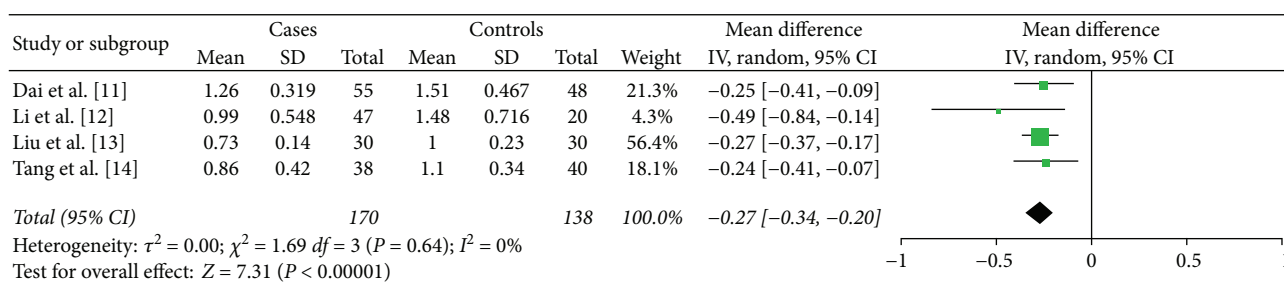 Study or subgroup Cases Controls Weight Mean difference Mean difference
Mean SD Total Mean SD Total IV, random, 95% CI IV, random, 95% CI
Dai et al. [11] 1.26 0.319 55 1.51 0.467 48 21.3% −0.25 [−0.41, −0.09]
Li et al. [12] 0.99 0.548 47 1.48 0.716 20 4.3% −0.49 [−0.84, −0.14]
Liu et al. [13] 0.73 0.14 30 1 0.23 30 56.4% −0.27 [−0.37, −0.17]
Tang et al. [14] 0.86 0.42 38 1.1 0.34 40 18.1% −0.24 [−0.41, −0.07]
Total (95% CI) 170 138 100.0% −0.27 [−0.34, −0.20]
Heterogeneity: τ² = 0.00; χ² = 1.69 df = 3 (P = 0.64); I² = 0%
Test for overall effect: Z = 7.31 (P < 0.00001)
−1 −0.5 0 0.5 1